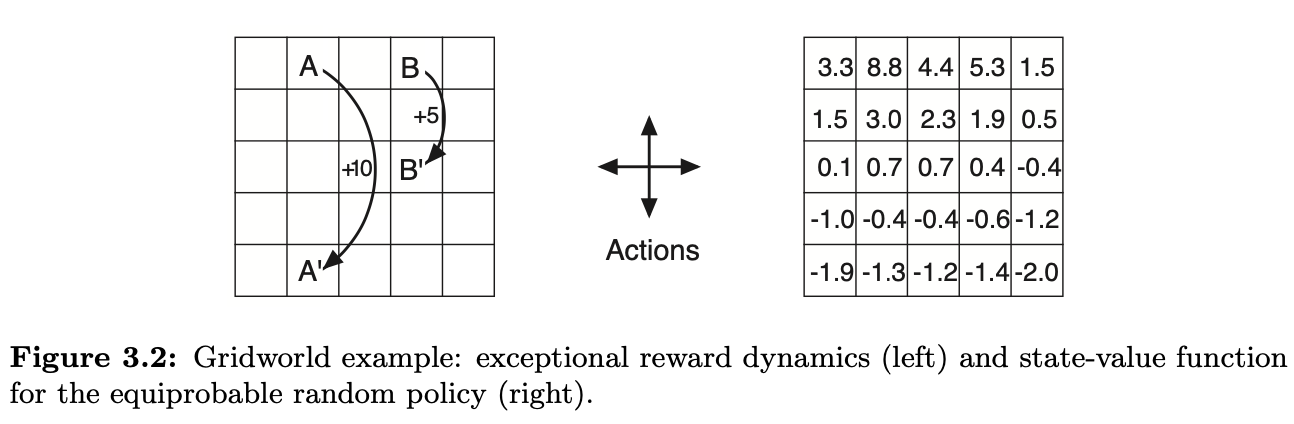 A B
+5
+10 B'
A'
Actions
3.3 8.8 4.4 5.3 1.5
1.5 3.0 2.3 1.9 0.5
0.1 0.7 0.7 0.4 -0.4
-1.0 -0.4 -0.4 -0.6 -1.2
-1.9 -1.3 -1.2 -1.4 -2.0
Figure 3.2: Gridworld example: exceptional reward dynamics (left) and state-value function
for the equiprobable random policy (right).